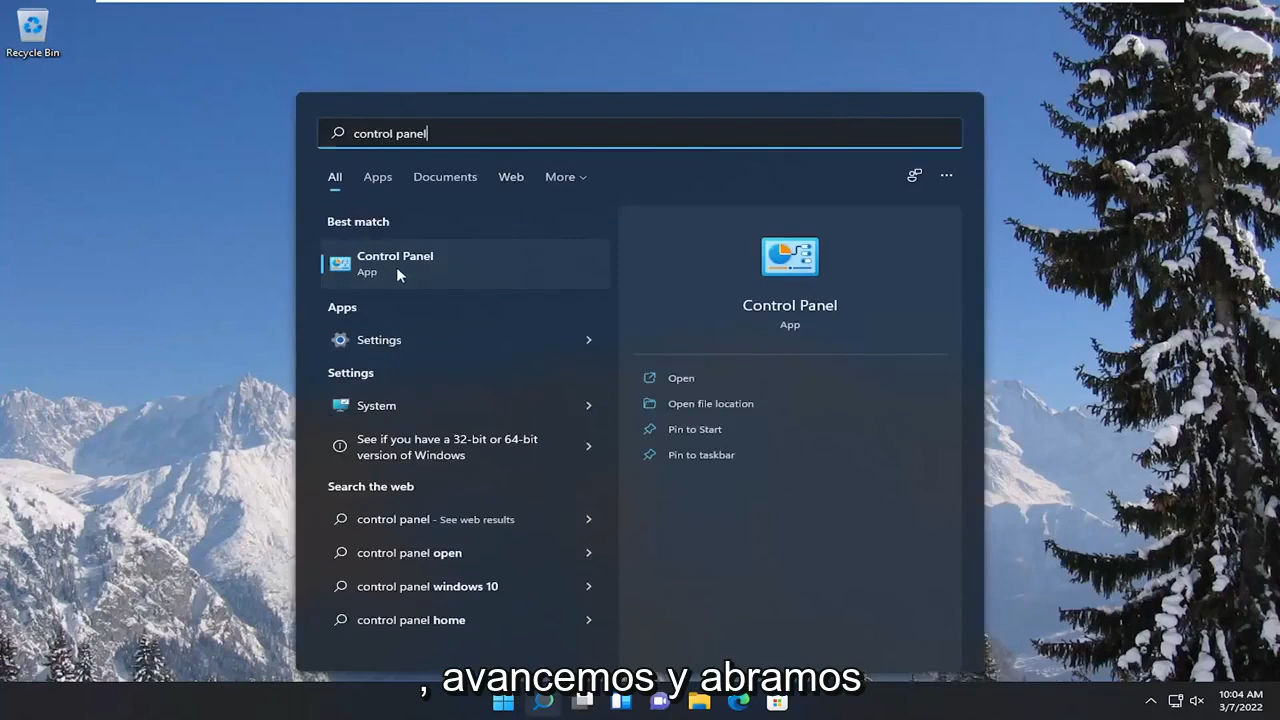 Recycle Bin
control panel
All Apps Documents Web More
Best match
Control Panel
App
Apps
Settings
Settings
System
See if you have a 32-bit or 64-bit
version of Windows
Search the web
control panel - See web results
control panel open
control panel windows 10
control panel home
Control Panel
App
Open
Open file location
Pin to Start
Pin to taskbar
, avancemos y abramos
10:04 AM
3/7/2022